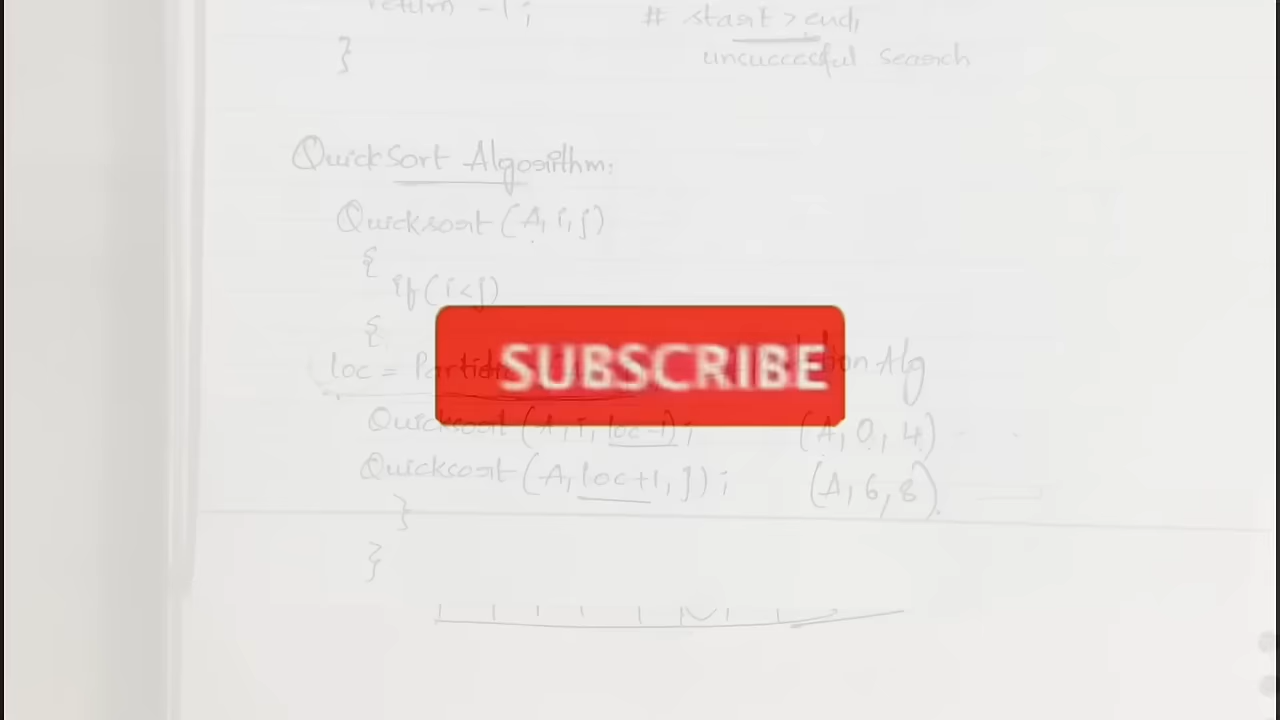 return -1;
# start > end,
}
unsuccessful search
QuickSort Algorithm:
Quicksort (A, i, j)
{
if (i<j)
{
loc = Partition
Alg
SUBSCRIBE
Quicksort (A, i, loc-1);
(A, 0, 4)
Quicksort (A, loc+1, j);
(A, 6, 8).
}
}